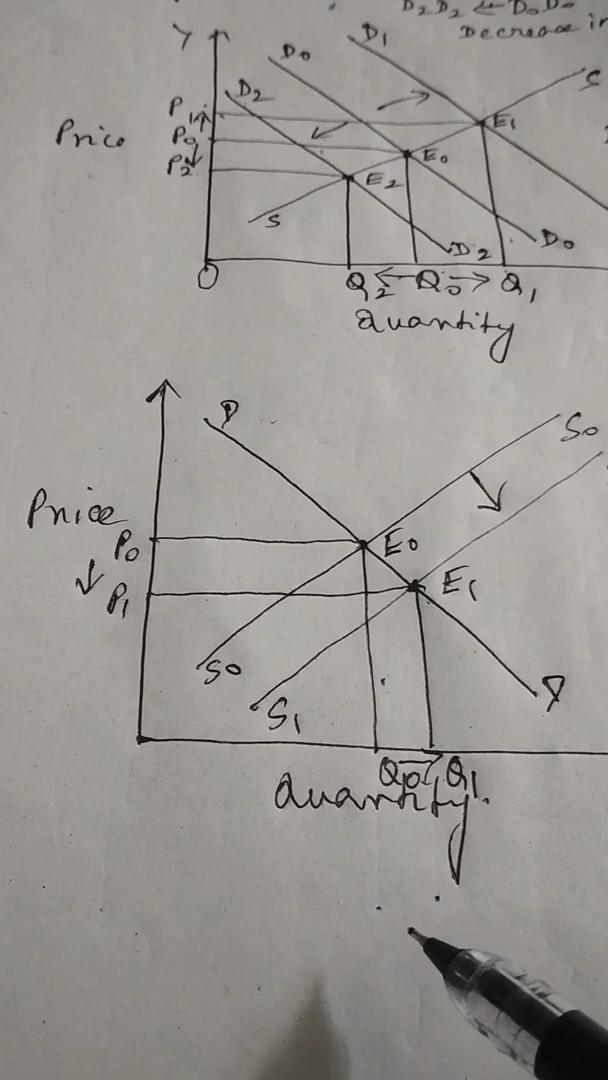 D2D2 ← D0D0
Decrease in
Y
D1
D0
D2
S
P1
E1
Price
P0
E0
P2
E2
S
D2
D0
O
Q2 ← Q0 → Q1
Quantity
D
S0
Price
P0
E0
P1
E1
S0
S1
D
Q0 → Q1
Quantity.